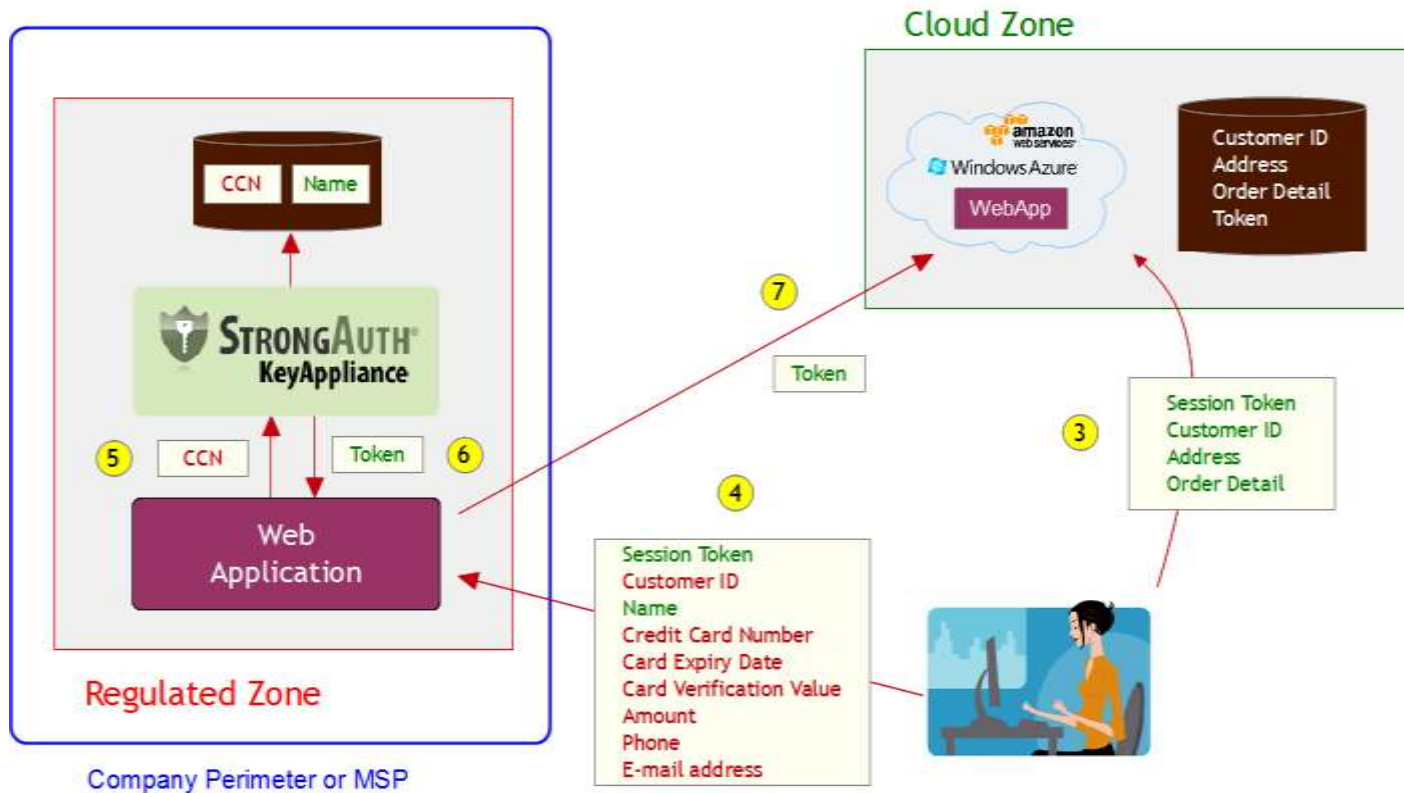 Cloud Zone
CCN
Name
STRONGAUTH®
KeyAppliance
5
CCN
Token
6
Web
Application
Regulated Zone
Company Perimeter or MSP
7
Token
4
Session Token
Customer ID
Name
Credit Card Number
Card Expiry Date
Card Verification Value
Amount
Phone
E-mail address
amazon
webservices™
Windows Azure
WebApp
Customer ID
Address
Order Detail
Token
3
Session Token
Customer ID
Address
Order Detail